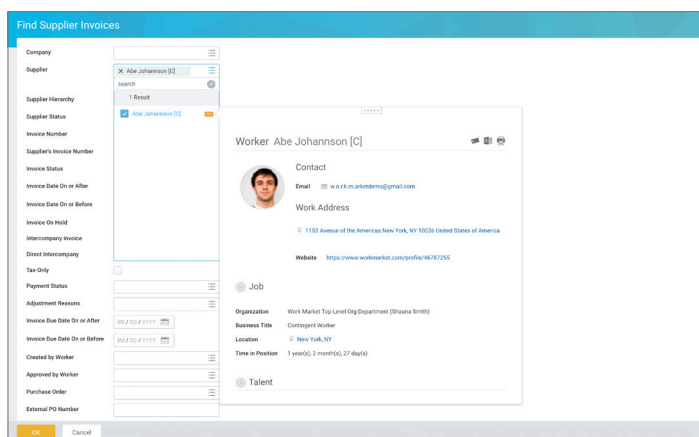 Find Supplier Invoices
Company
Supplier
× Abe Johannson [C]
search
1 Result
Abe Johannson [C]
Supplier Hierarchy
Supplier Status
Invoice Number
Supplier's Invoice Number
Invoice Status
Invoice Date On or After
Invoice Date On or Before
Invoice On Hold
Intercompany Invoice
Direct Intercompany
Tax-Only
Payment Status
Adjustment Reasons
Invoice Due Date On or After
MM / DD / YYYY
Invoice Due Date On or Before
MM / DD / YYYY
Created by Worker
Approved by Worker
Purchase Order
External PO Number
OK
Cancel
Worker Abe Johannson [C]
Contact
Email w.o.r.k.m.arketdemo@gmail.com
Work Address
1155 Avenue of the Americas New York, NY 10036 United States of America
Website https://www.workmarket.com/profile/46787255
Job
Organization Work Market Top Level Org Department (Shauna Smith)
Business Title Contingent Worker
Location New York, NY
Time in Position 1 year(s), 2 month(s), 27 day(s)
Talent